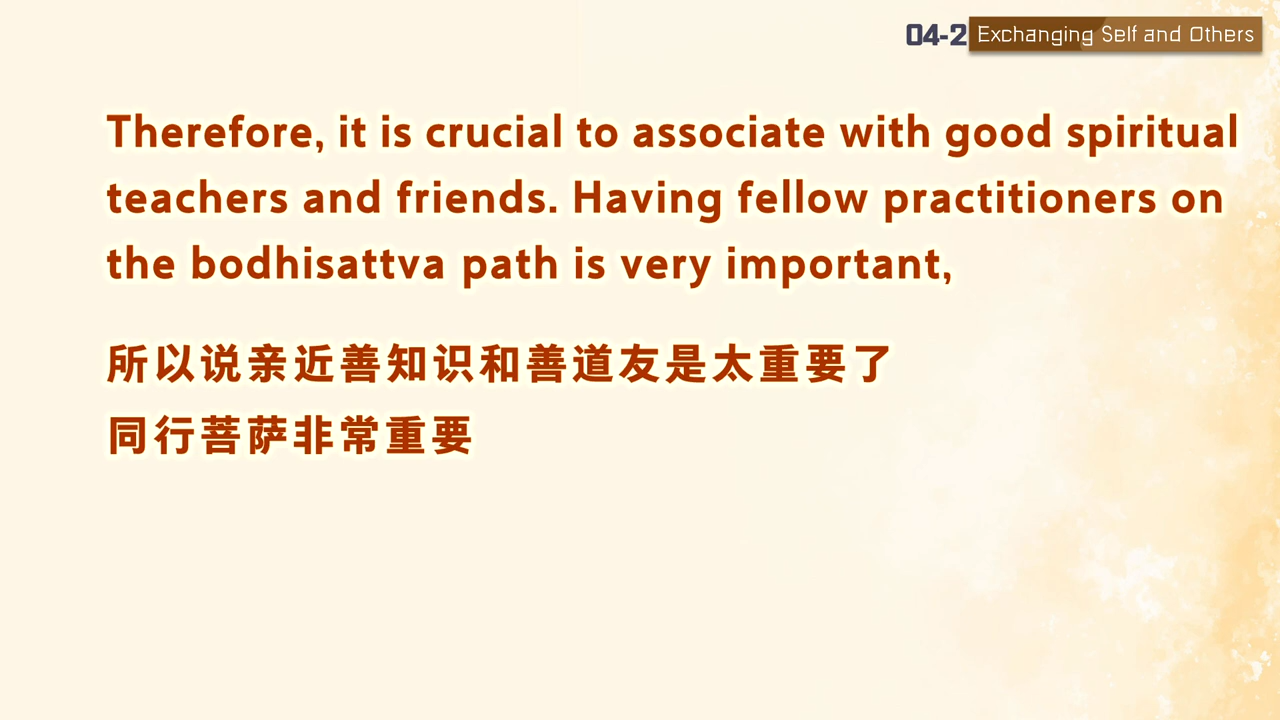 04-2 Exchanging Self and Others
Therefore, it is crucial to associate with good spiritual
teachers and friends. Having fellow practitioners on
the bodhisattva path is very important,
所以说亲近善知识和善道友是太重要了
同行菩萨非常重要